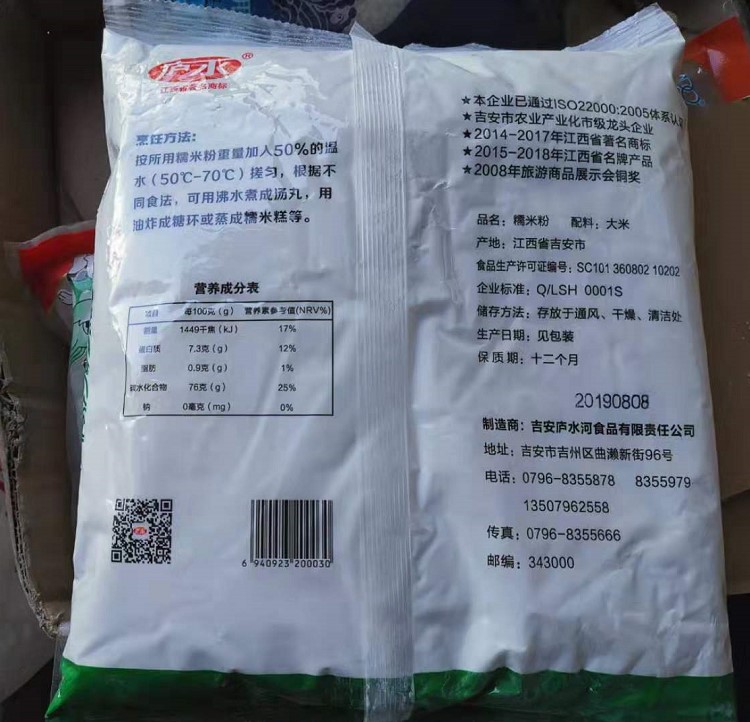 庐水®
江西省著名商标
烹饪方法:
按所用糯米粉重量加入50%的温
水（50℃-70℃）搓匀，根据不
同食法，可用沸水煮成汤丸，用
油炸成糖环或蒸成糯米糕等。
营养成分表
项目 每100克(g) 营养素参考值(NRV%)
能量 1449千焦(kJ) 17%
蛋白质 7.3克(g) 12%
脂肪 0.9克(g) 1%
碳水化合物 76克(g) 25%
钠 0毫克(mg) 0%
6 940923 200030
★本企业已通过ISO22000:2005体系认
★吉安市农业产业化市级龙头企业
★2014-2017年江西省著名商标
★2015-2018年江西省名牌产品
★2008年旅游商品展示会铜奖
品名: 糯米粉 配料: 大米
产地: 江西省吉安市
食品生产许可证编号: SC101 360802 10202
企业标准: Q/LSH 0001S
储存方法: 存放于通风、干燥、清洁处
生产日期: 见包装
保质期: 十二个月
20190808
制造商: 吉安庐水河食品有限责任公司
地址: 吉安市吉州区曲濑新街96号
电话: 0796-8355878 8355979
13507962558
传真: 0796-8355666
邮编: 343000